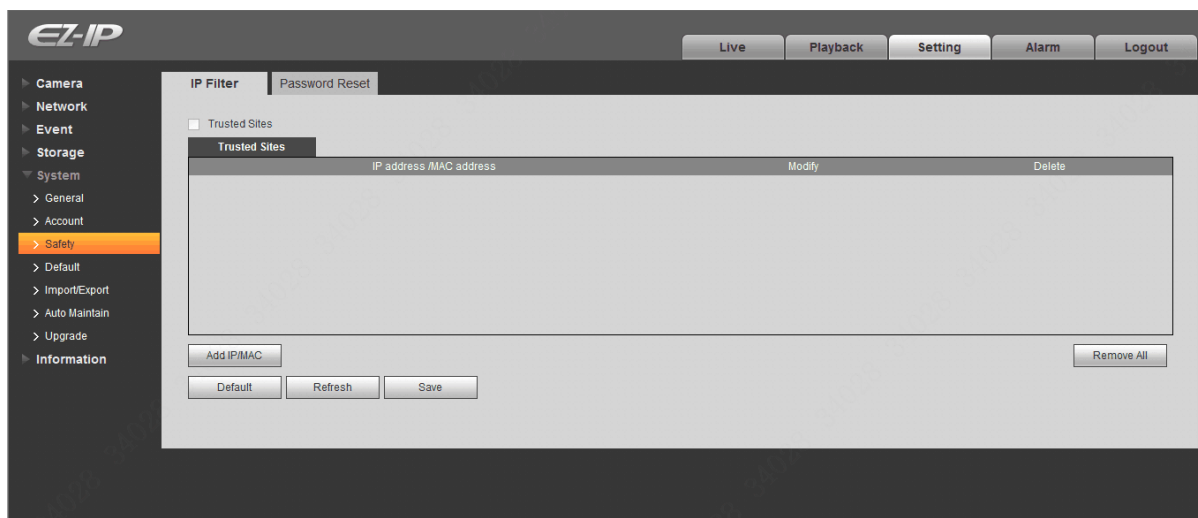 EZ-IP
Live Playback Setting Alarm Logout
Camera
Network
Event
Storage
System
General
Account
Safety
Default
Import/Export
Auto Maintain
Upgrade
Information
IP Filter Password Reset
Trusted Sites
Trusted Sites
IP address /MAC address Modify Delete
Add IP/MAC Remove All
Default Refresh Save